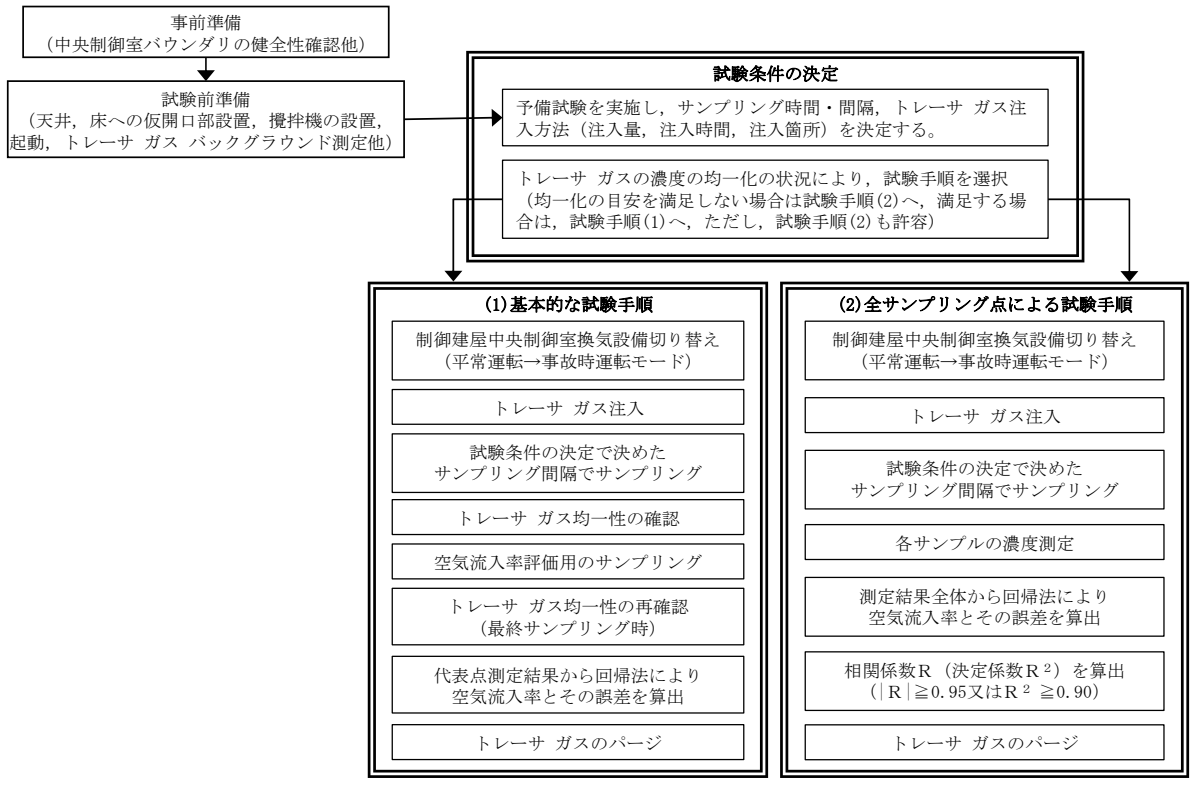 事前準備
(中央制御室バウンダリの健全性確認他)
試験前準備
(天井,床への仮開口部設置,攪拌機の設置,
起動,トレーサ ガス バックグラウンド測定他)
試験条件の決定
予備試験を実施し,サンプリング時間・間隔,トレーサ ガス注
入方法(注入量,注入時間,注入箇所)を決定する。
トレーサ ガスの濃度の均一化の状況により,試験手順を選択
(均一化の目安を満足しない場合は試験手順(2)へ,満足する場
合は,試験手順(1)へ,ただし,試験手順(2)も許容)
(1)基本的な試験手順
制御建屋中央制御室換気設備切り替え
(平常運転→事故時運転モード)
トレーサ ガス注入
試験条件の決定で決めた
サンプリング間隔でサンプリング
トレーサ ガス均一性の確認
空気流入率評価用のサンプリング
トレーサ ガス均一性の再確認
(最終サンプリング時)
代表点測定結果から回帰法により
空気流入率とその誤差を算出
トレーサ ガスのパージ
(2)全サンプリング点による試験手順
制御建屋中央制御室換気設備切り替え
(平常運転→事故時運転モード)
トレーサ ガス注入
試験条件の決定で決めた
サンプリング間隔でサンプリング
各サンプルの濃度測定
測定結果全体から回帰法により
空気流入率とその誤差を算出
相関係数R(決定係数R²)を算出
(|R|≧0.95又はR² ≧0.90)
トレーサ ガスのパージ